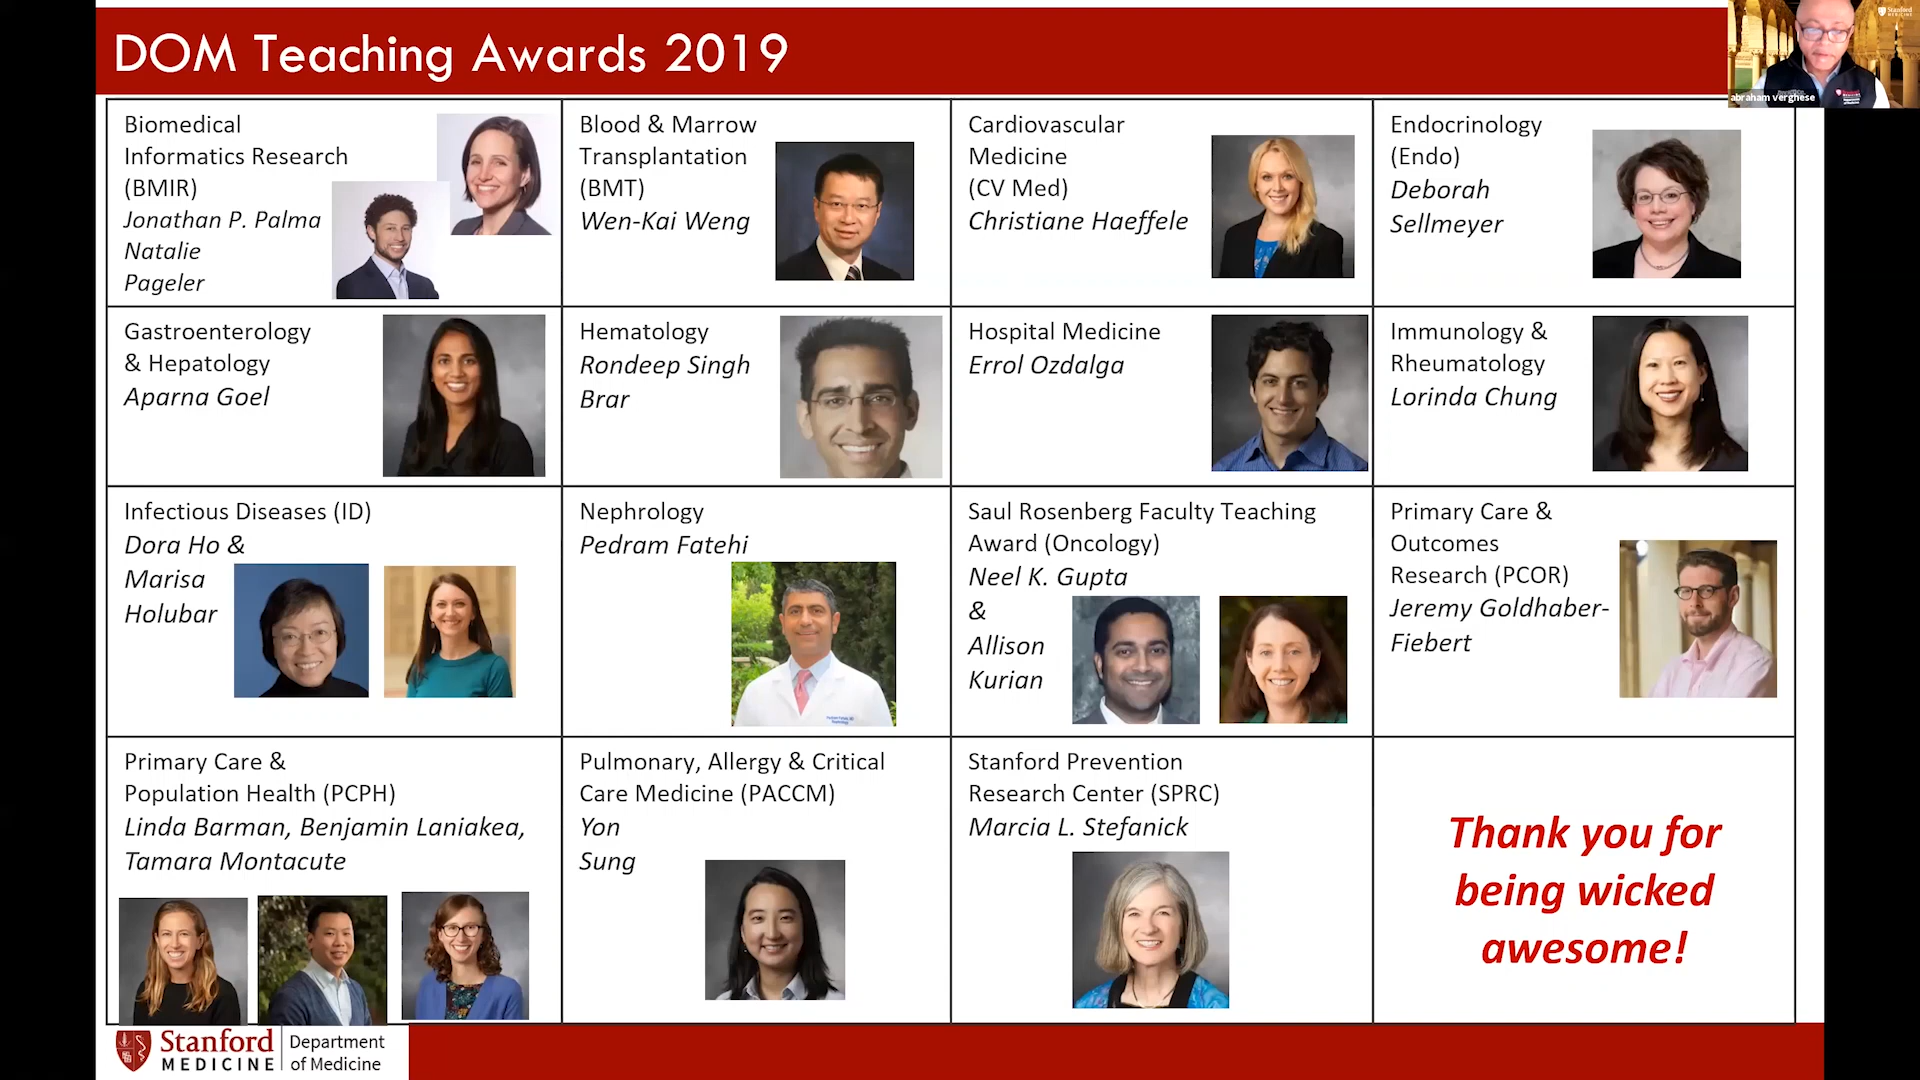 DOM Teaching Awards 2019
Stanford
MEDICINE
abraham verghese
Biomedical
Informatics Research
(BMIR)
Jonathan P. Palma
Natalie
Pageler
Blood & Marrow
Transplantation
(BMT)
Wen-Kai Weng
Cardiovascular
Medicine
(CV Med)
Christiane Haeffele
Endocrinology
(Endo)
Deborah
Sellmeyer
Gastroenterology
& Hepatology
Aparna Goel
Hematology
Rondeep Singh
Brar
Hospital Medicine
Errol Ozdalga
Immunology &
Rheumatology
Lorinda Chung
Infectious Diseases (ID)
Dora Ho &
Marisa
Holubar
Nephrology
Pedram Fatehi
Saul Rosenberg Faculty Teaching
Award (Oncology)
Neel K. Gupta
&
Allison
Kurian
Primary Care &
Outcomes
Research (PCOR)
Jeremy Goldhaber-
Fiebert
Primary Care &
Population Health (PCPH)
Linda Barman, Benjamin Laniakea,
Tamara Montacute
Pulmonary, Allergy & Critical
Care Medicine (PACCM)
Yon
Sung
Stanford Prevention
Research Center (SPRC)
Marcia L. Stefanick
Thank you for
being wicked
awesome!
Stanford
MEDICINE
Department
of Medicine